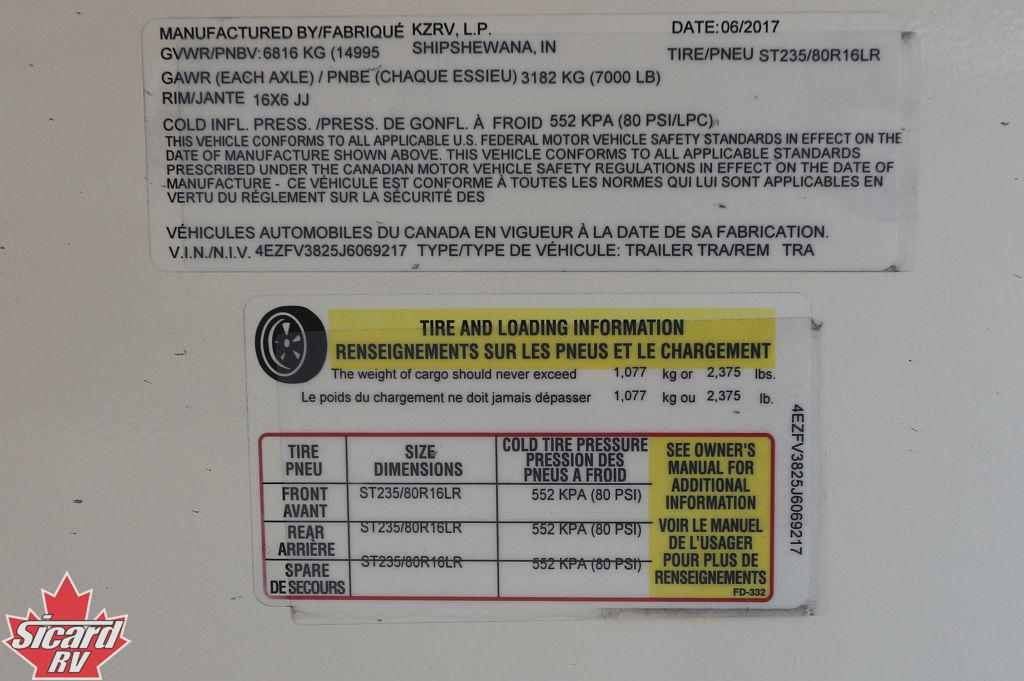 MANUFACTURED BY/FABRIQUÉ KZRV, L.P. DATE:06/2017
GVWR/PNBV:6816 KG (14995 SHIPSHEWANA, IN TIRE/PNEU ST235/80R16LR
GAWR (EACH AXLE) / PNBE (CHAQUE ESSIEU) 3182 KG (7000 LB)
RIM/JANTE 16X6 JJ
COLD INFL. PRESS. /PRESS. DE GONFL. À FROID 552 KPA (80 PSI/LPC)
THIS VEHICLE CONFORMS TO ALL APPLICABLE U.S. FEDERAL MOTOR VEHICLE SAFETY STANDARDS IN EFFECT ON THE
DATE OF MANUFACTURE SHOWN ABOVE. THIS VEHICLE CONFORMS TO ALL APPLICABLE STANDARDS
PRESCRIBED UNDER THE CANADIAN MOTOR VEHICLE SAFETY REGULATIONS IN EFFECT ON THE DATE OF
MANUFACTURE - CE VÉHICULE EST CONFORME À TOUTES LES NORMES QUI LUI SONT APPLICABLES EN
VERTU DU RÉGLEMENT SUR LA SÉCURITÉ DES
VÉHICULES AUTOMOBILES DU CANADA EN VIGUEUR À LA DATE DE SA FABRICATION.
V.I.N./N.I.V. 4EZFV3825J6069217 TYPE/TYPE DE VÉHICULE: TRAILER TRA/REM TRA
TIRE AND LOADING INFORMATION
RENSEIGNEMENTS SUR LES PNEUS ET LE CHARGEMENT
The weight of cargo should never exceed 1,077 kg or 2,375 lbs.
Le poids du chargement ne doit jamais dépasser 1,077 kg ou 2,375 lb.
TIRE
PNEU
SIZE
DIMENSIONS
COLD TIRE PRESSURE
PRESSION DES
PNEUS A FROID
FRONT
AVANT
ST235/80R16LR
552 KPA (80 PSI)
REAR
ARRIÈRE
ST235/80R16LR
552 KPA (80 PSI)
SPARE
DE SECOURS
ST235/80R16LR
552 KPA (80 PSI)
SEE OWNER'S
MANUAL FOR
ADDITIONAL
INFORMATION
VOIR LE MANUEL
DE L'USAGER
POUR PLUS DE
RENSEIGNEMENTS
FD-332
4EZFV3825J6069217
Sicard
RV